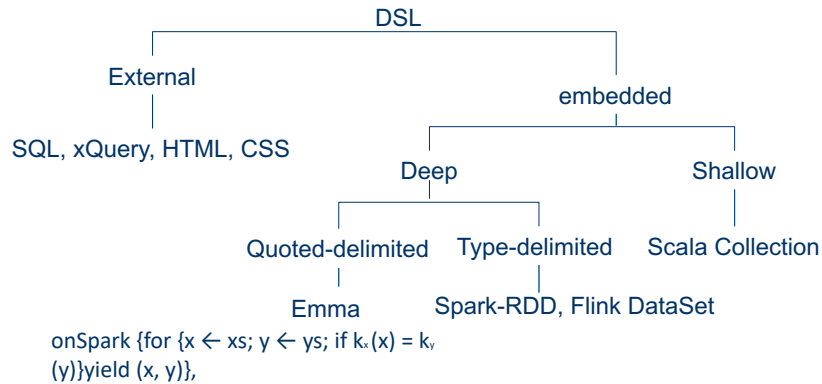 DSL
External
embedded
SQL, xQuery, HTML, CSS
Deep
Shallow
Quoted-delimited
Type-delimited
Scala Collection
Emma
Spark-RDD, Flink DataSet
onSpark {for {x ← xs; y ← ys; if kₓ(x) = kᵧ
(y)}yield (x, y)},